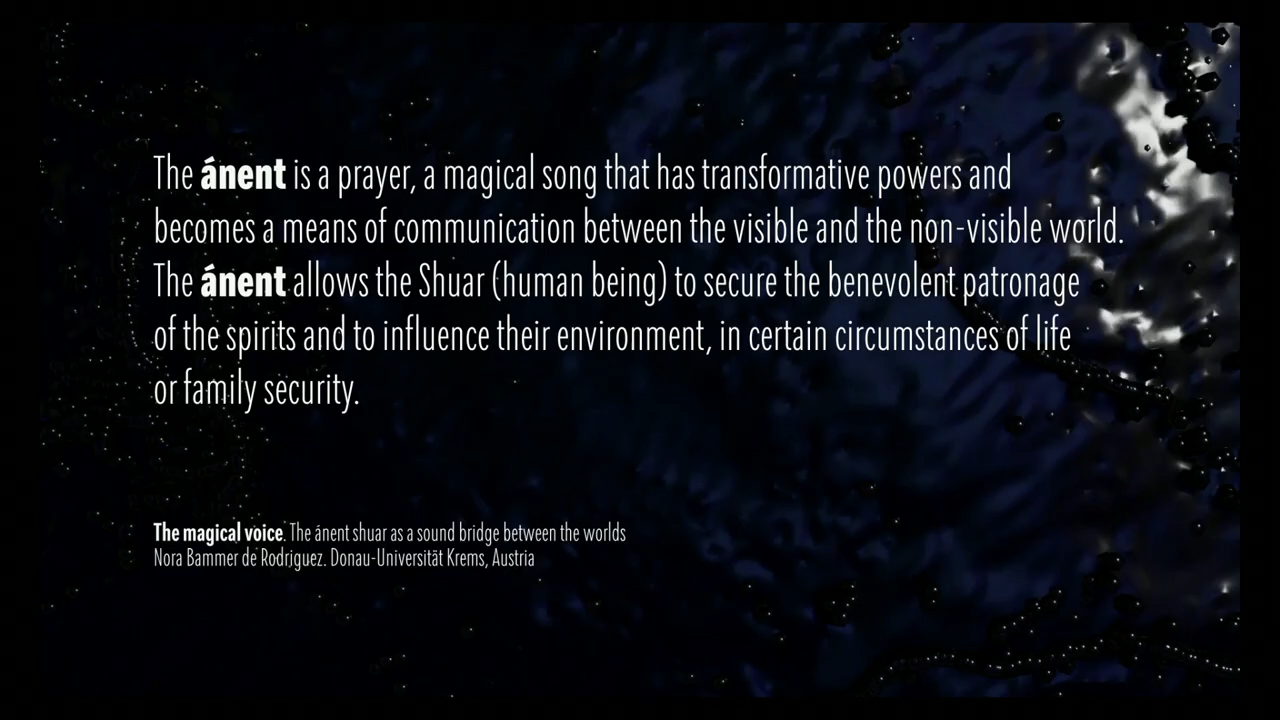 The ánent is a prayer, a magical song that has transformative powers and
becomes a means of communication between the visible and the non-visible world.
The ánent allows the Shuar (human being) to secure the benevolent patronage
of the spirits and to influence their environment, in certain circumstances of life
or family security.
The magical voice. The ánent shuar as a sound bridge between the worlds
Nora Bammer de Rodriguez. Donau-Universität Krems, Austria